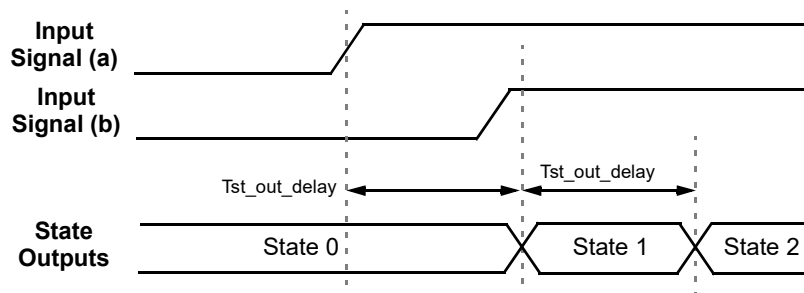 Input
Signal (a)
Input
Signal (b)
Tst_out_delay
Tst_out_delay
State
Outputs
State 0
State 1
State 2